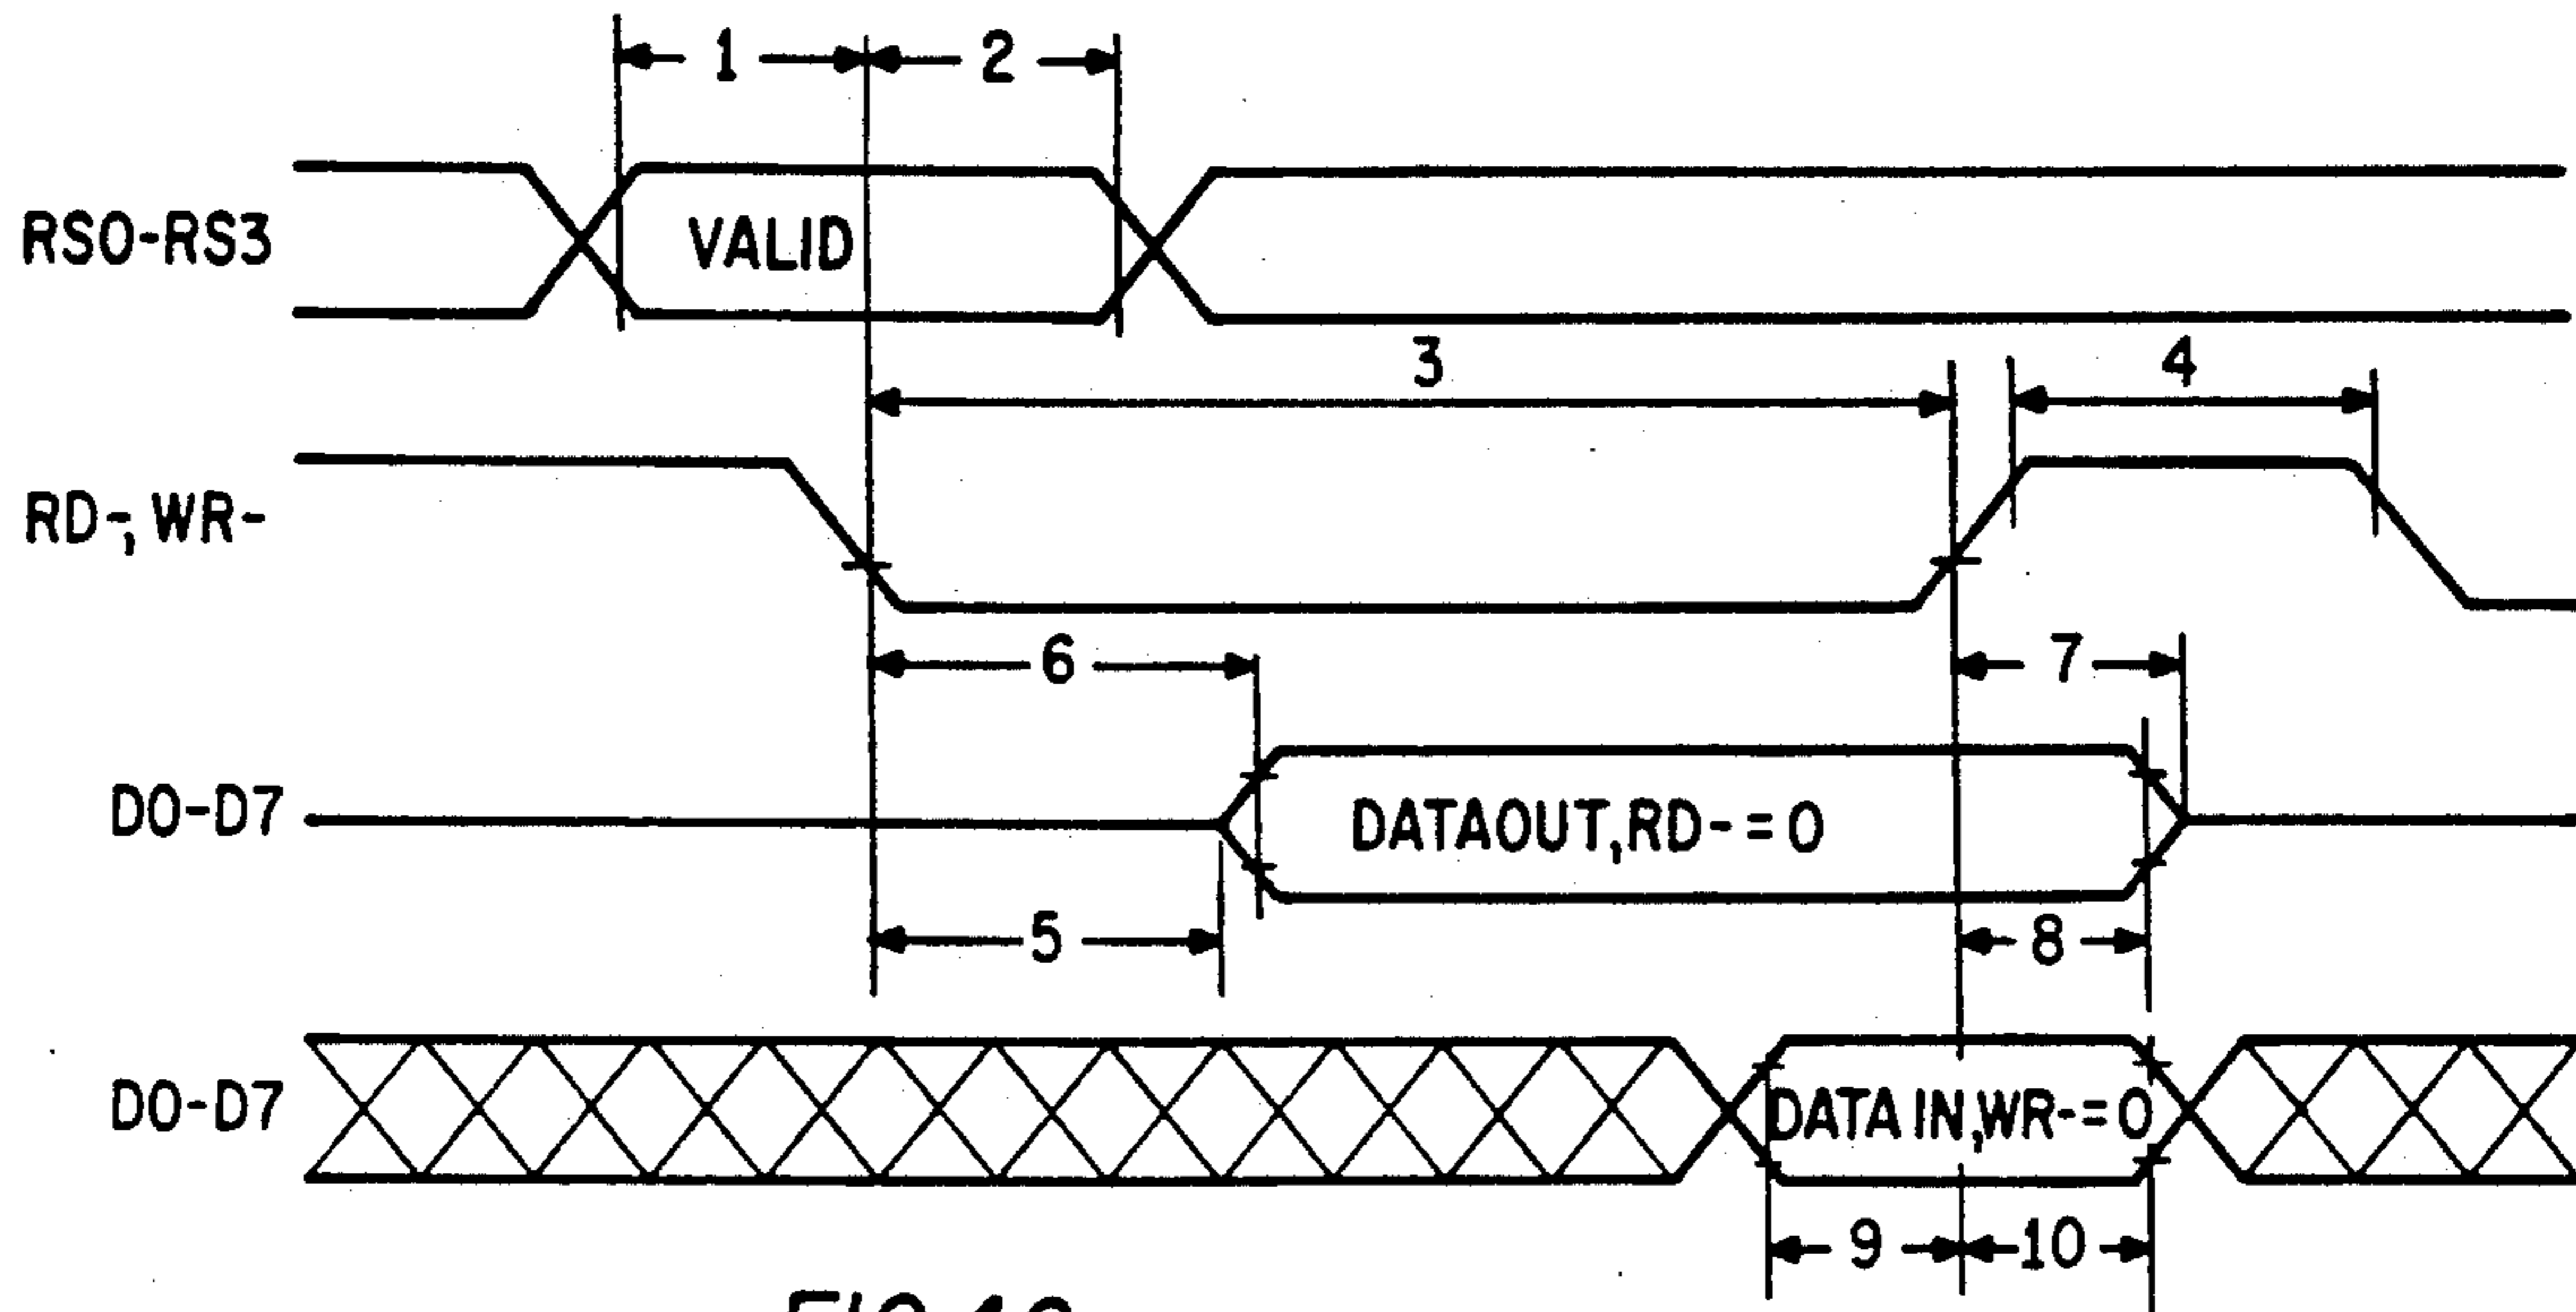 1 2
RS0-RS3 VALID
3 4
RD-, WR-
6 7
D0-D7 DATAOUT, RD-=0
5 8
D0-D7 DATA IN, WR-=0
9 10